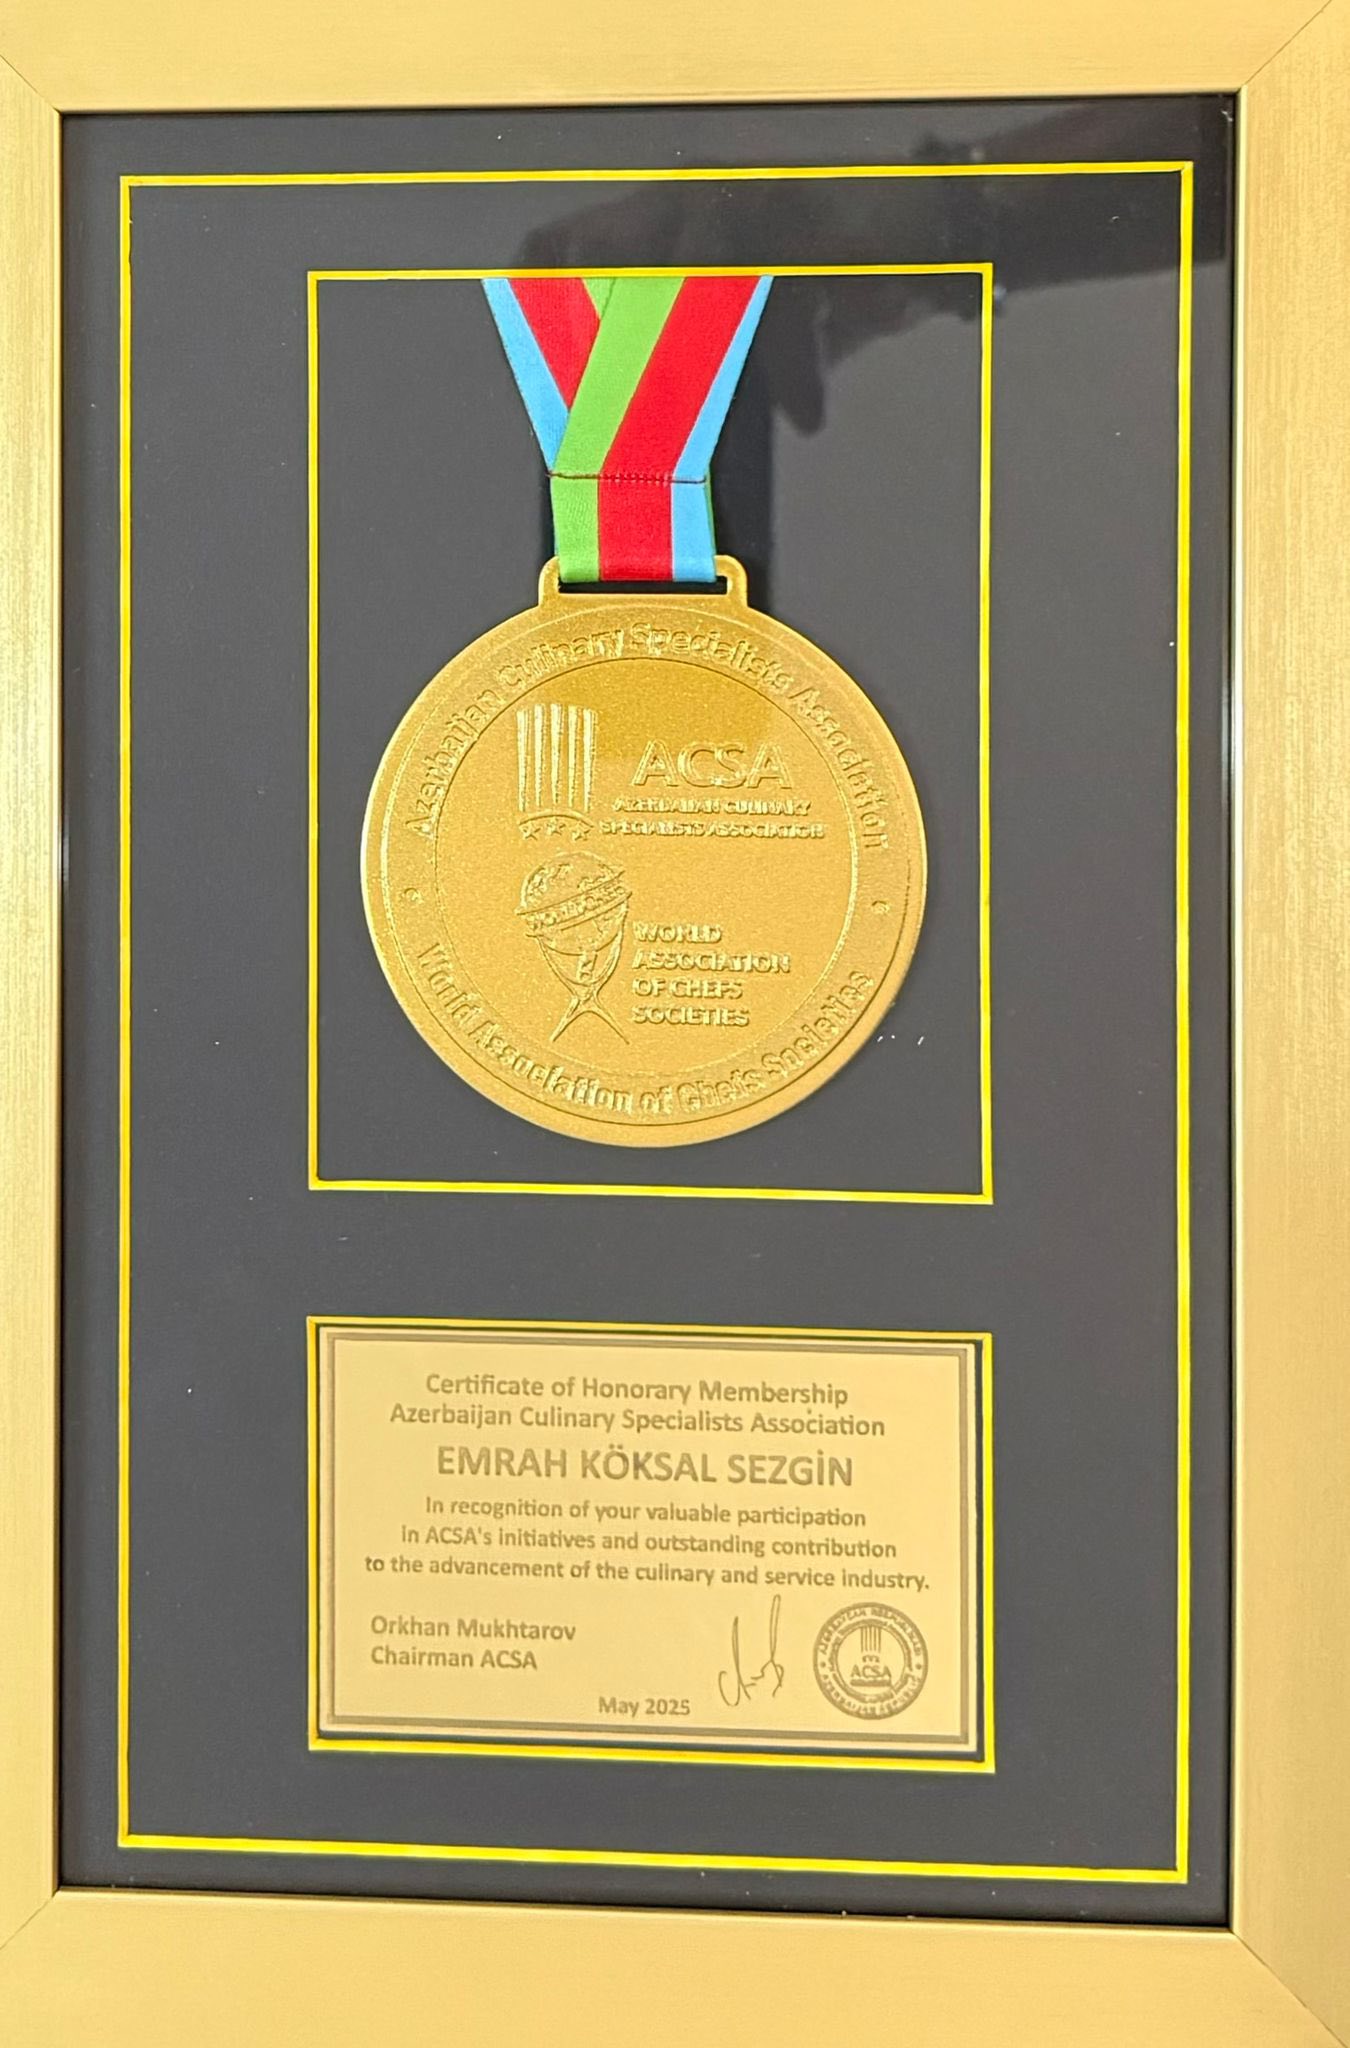 Azerbaijan Culinary Specialists Association
ACSA
AZERBAIJAN CULINARY
SPECIALISTS ASSOCIATION
WORLD
ASSOCIATION
OF CHEFS
SOCIETIES
World Association of Chefs Societies
Certificate of Honorary Membership
Azerbaijan Culinary Specialists Association
EMRAH KÖKSAL SEZGİN
In recognition of your valuable participation
in ACSA's initiatives and outstanding contribution
to the advancement of the culinary and service industry.
Orkhan Mukhtarov
Chairman ACSA
May 2025
ACSA